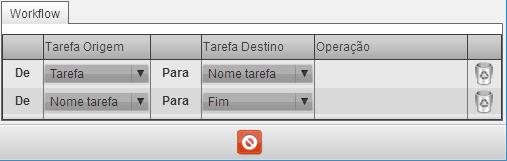 Workflow
Tarefa Origem Tarefa Destino Operação
De Tarefa Para Nome tarefa
De Nome tarefa Para Fim